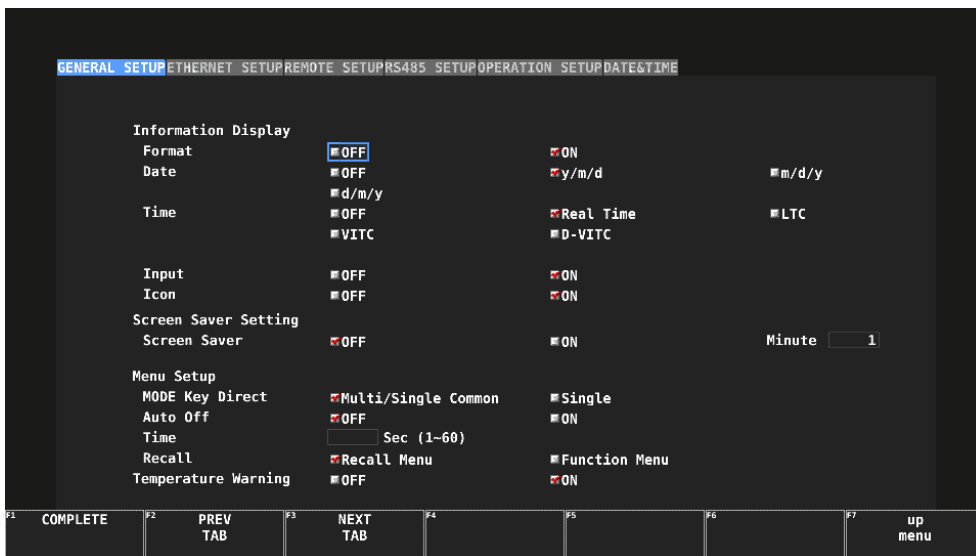 GENERAL SETUP ETHERNET SETUP REMOTE SETUP RS485 SETUP OPERATION SETUP DATE&TIME
Information Display
Format OFF ON
Date OFF y/m/d m/d/y
d/m/y
Time OFF Real Time LTC
VITC D-VITC
Input OFF ON
Icon OFF ON
Screen Saver Setting
Screen Saver OFF ON Minute 1
Menu Setup
MODE Key Direct Multi/Single Common Single
Auto Off OFF ON
Time Sec (1~60)
Recall Recall Menu Function Menu
Temperature Warning OFF ON
F1 COMPLETE F2 PREV TAB F3 NEXT TAB F4 F5 F6 F7 up menu